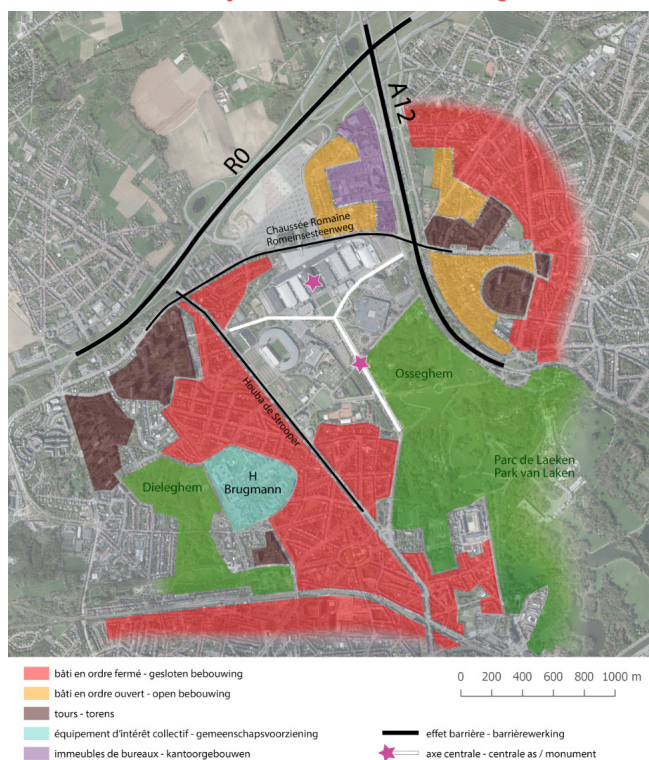 R0
A12
Chaussée Romaine
Romeinsesteenweg
Houba de Strooper
Osseghem
Parc de Laeken
Park van Laken
Dieleghem
H
Brugmann
bâti en ordre fermé - gesloten bebouwing
bâti en ordre ouvert - open bebouwing
tours - torens
équipement d'intérêt collectif - gemeenschapsvoorziening
immeubles de bureaux - kantoorgebouwen
0 200 400 600 800 1000 m
effet barrière - barrièrewerking
axe centrale - centrale as / monument